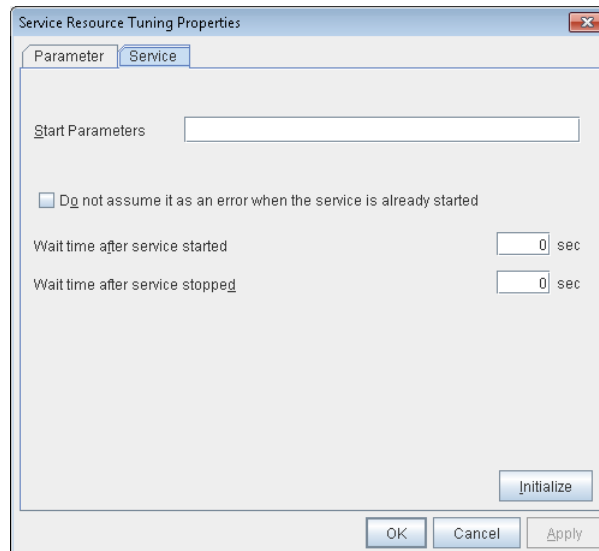 Service Resource Tuning Properties
Parameter Service
Start Parameters
Do not assume it as an error when the service is already started
Wait time after service started 0 sec
Wait time after service stopped 0 sec
Initialize
OK Cancel Apply